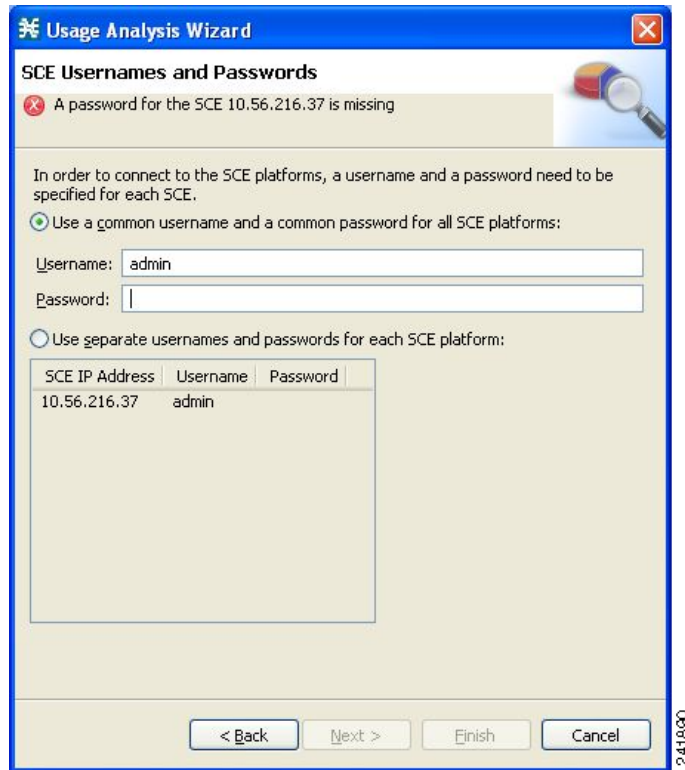 Usage Analysis Wizard
SCE Usernames and Passwords
A password for the SCE 10.56.216.37 is missing
In order to connect to the SCE platforms, a username and a password need to be
specified for each SCE.
Use a common username and a common password for all SCE platforms:
Username: admin
Password:
Use separate usernames and passwords for each SCE platform:
SCE IP Address Username Password
10.56.216.37 admin
< Back Next > Finish Cancel
241890